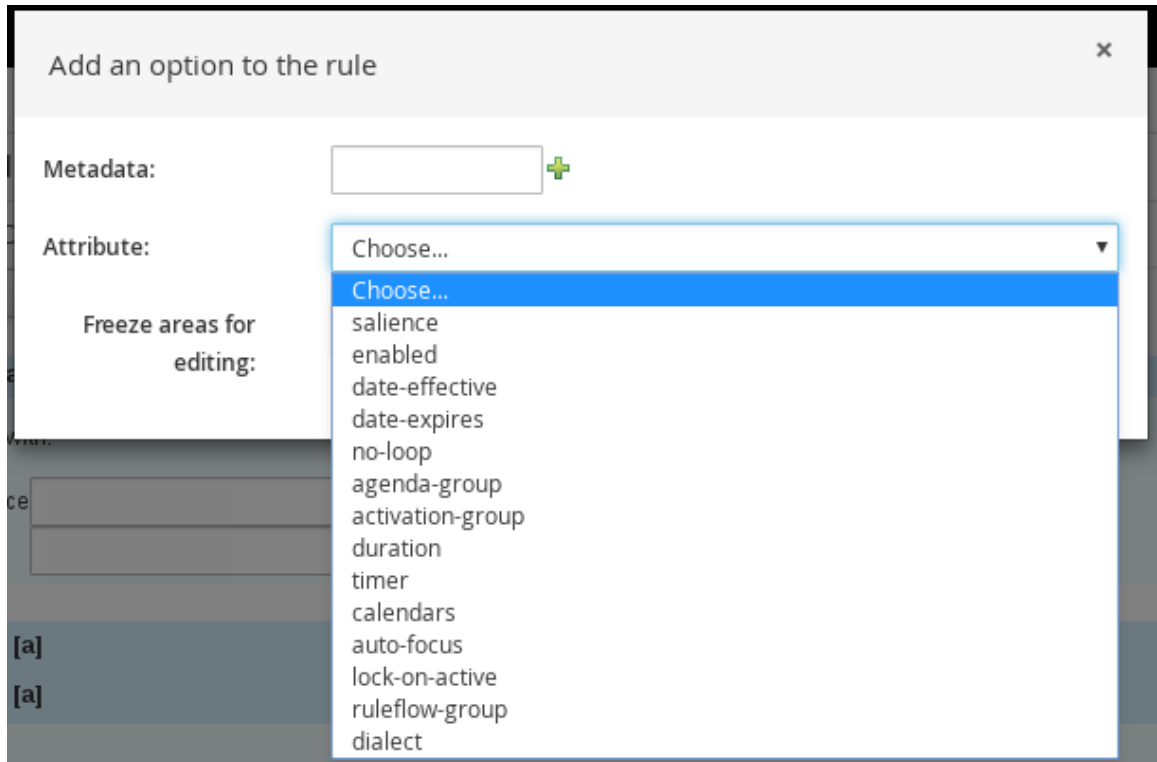 Add an option to the rule
×
Metadata:
Attribute:
Choose...
Choose...
Freeze areas for
editing:
salience
enabled
date-effective
date-expires
no-loop
agenda-group
activation-group
duration
timer
calendars
auto-focus
lock-on-active
ruleflow-group
dialect
ce
[a]
[a]